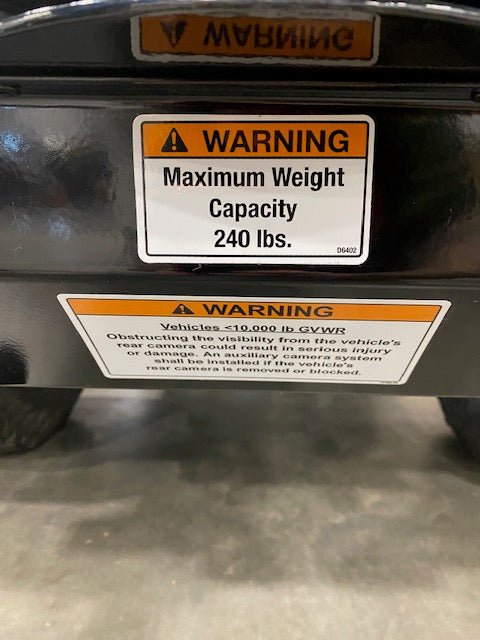 WARNING
WARNING
Maximum Weight
Capacity
240 lbs.
D6402
WARNING
Vehicles <10,000 lb GVWR
Obstructing the visibility from the vehicle's
rear camera could result in serious injury
or damage. An auxiliary camera system
shall be installed if the vehicle's
rear camera is removed or blocked.